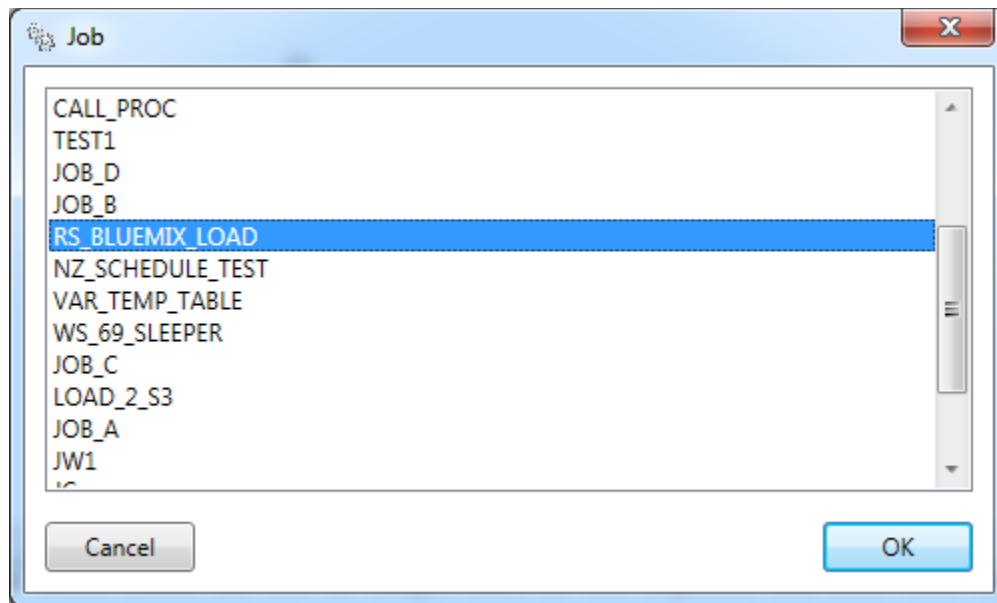 Job
CALL_PROC
TEST1
JOB_D
JOB_B
RS_BLUEMIX_LOAD
NZ_SCHEDULE_TEST
VAR_TEMP_TABLE
WS_69_SLEEPER
JOB_C
LOAD_2_S3
JOB_A
JW1
Cancel OK